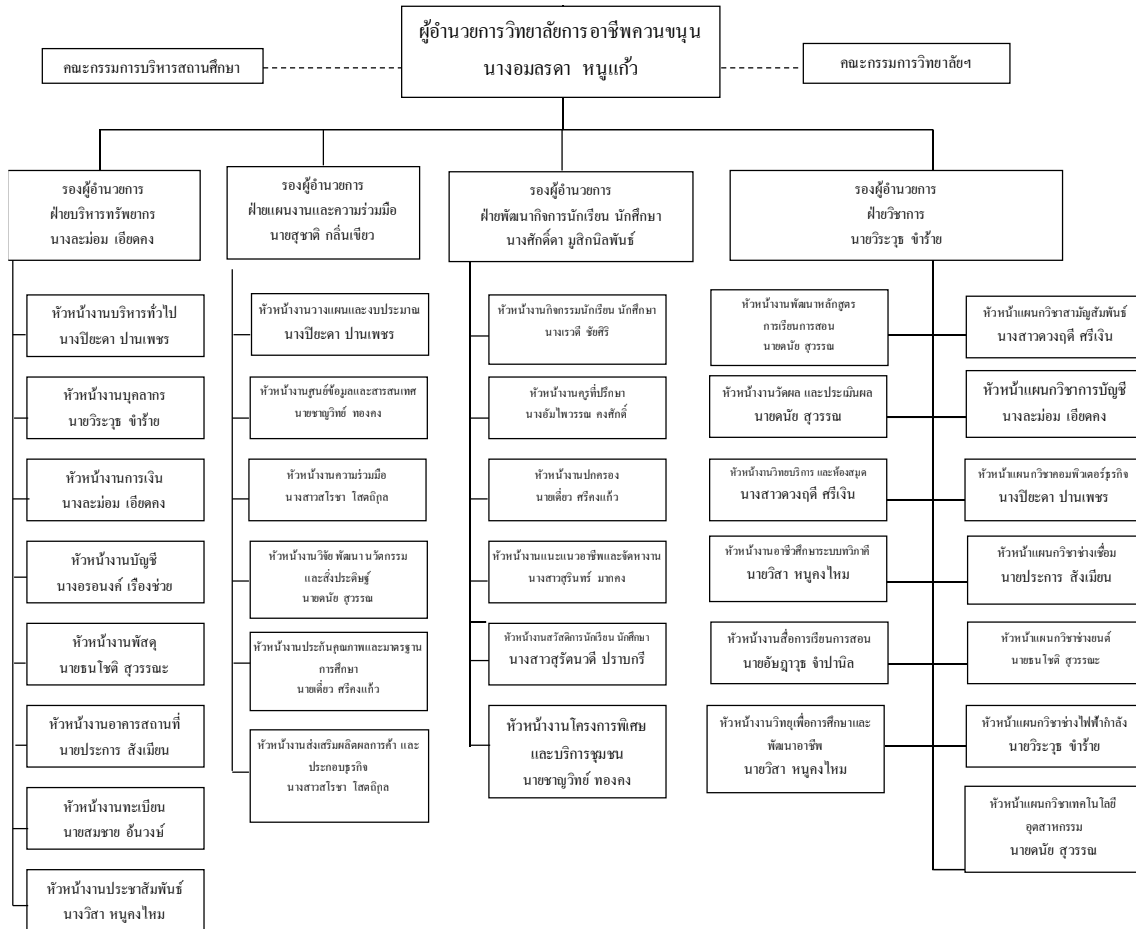 ผู้อำนวยการวิทยาลัยการอาชีพควนขนุน
นางอมลรดา หนูแก้ว
คณะกรรมการบริหารสถานศึกษา
คณะกรรมการวิทยาลัยฯ
รองผู้อำนวยการ
ฝ่ายบริหารทรัพยากร
นางละม่อม เอียดคง
รองผู้อำนวยการ
ฝ่ายแผนงานและความร่วมมือ
นายสุชาติ กลิ่นเขียว
รองผู้อำนวยการ
ฝ่ายพัฒนากิจการนักเรียน นักศึกษา
นางศักดิ์ดา มูสิกนิลพันธ์
รองผู้อำนวยการ
ฝ่ายวิชาการ
นายวิระวุธ ขำร้าย
หัวหน้างานบริหารทั่วไป
นางปิยะดา ปานเพชร
หัวหน้างานบุคลากร
นายวิระวุธ ขำร้าย
หัวหน้างานการเงิน
นางละม่อม เอียดคง
หัวหน้างานบัญชี
นางอรอนงค์ เรืองช่วย
หัวหน้างานพัสดุ
นายธนโชติ สุวรรณะ
หัวหน้างานอาคารสถานที่
นายประการ สังเมียน
หัวหน้างานทะเบียน
นายสมชาย อ้นวงษ์
หัวหน้างานประชาสัมพันธ์
นางวิสา หนูคงใหม
หัวหน้างานวางแผนและงบประมาณ
นางปิยะดา ปานเพชร
หัวหน้างานศูนย์ข้อมูลและสารสนเทศ
นายชาญวิทย์ ทองคง
หัวหน้างานความร่วมมือ
นางสาวสโรชา โสตถิกุล
หัวหน้างานวิจัย พัฒนา นวัตกรรม
และสิ่งประดิษฐ์
นายดนัย สุวรรณ
หัวหน้างานประกันคุณภาพและมาตรฐาน
การศึกษา
นายเดี่ยว ศรีคงแก้ว
หัวหน้างานส่งเสริมผลิตผลการค้า และ
ประกอบธุรกิจ
นางสาวสโรชา โสตถิกุล
หัวหน้างานกิจกรรมนักเรียน นักศึกษา
นางเรวดี ชัยศิริ
หัวหน้างานครูที่ปรึกษา
นางอัมไพวรรณ คงศักดิ์
หัวหน้างานปกครอง
นายเดี่ยว ศรีคงแก้ว
หัวหน้างานแนะแนวอาชีพและจัดหางาน
นางสาวสุรินทร์ มากคง
หัวหน้างานสวัสดิการนักเรียน นักศึกษา
นางสาวสุรัตนวดี ปราบกรี
หัวหน้างานโครงการพิเศษ
และบริการชุมชน
นายชาญวิทย์ ทองคง
หัวหน้างานพัฒนาหลักสูตร
การเรียนการสอน
นายดนัย สุวรรณ
หัวหน้างานวัดผล และประเมินผล
นายดนัย สุวรรณ
หัวหน้างานวิทยบริการ และห้องสมุด
นางสาวดวงฤดี ศรีเงิน
หัวหน้างานอาชีวศึกษาระบบทวิภาคี
นายวิสา หนูคงใหม
หัวหน้างานสื่อการเรียนการสอน
นายอัษฎาวุธ จำปานิล
หัวหน้างานวิทยุเพื่อการศึกษาและ
พัฒนาอาชีพ
นายวิสา หนูคงใหม
หัวหน้าแผนกวิชาสามัญสัมพันธ์
นางสาวดวงฤดี ศรีเงิน
หัวหน้าแผนกวิชาการบัญชี
นางละม่อม เอียดคง
หัวหน้าแผนกวิชาคอมพิวเตอร์ธุรกิจ
นางปิยะดา ปานเพชร
หัวหน้าแผนกวิชาช่างเชื่อม
นายประการ สังเมียน
หัวหน้าแผนกวิชาช่างยนต์
นายธนโชติ สุวรรณะ
หัวหน้าแผนกวิชาช่างไฟฟ้ากำลัง
นายวิระวุธ ขำร้าย
หัวหน้าแผนกวิชาเทคโนโลยี
อุตสาหกรรม
นายดนัย สุวรรณ